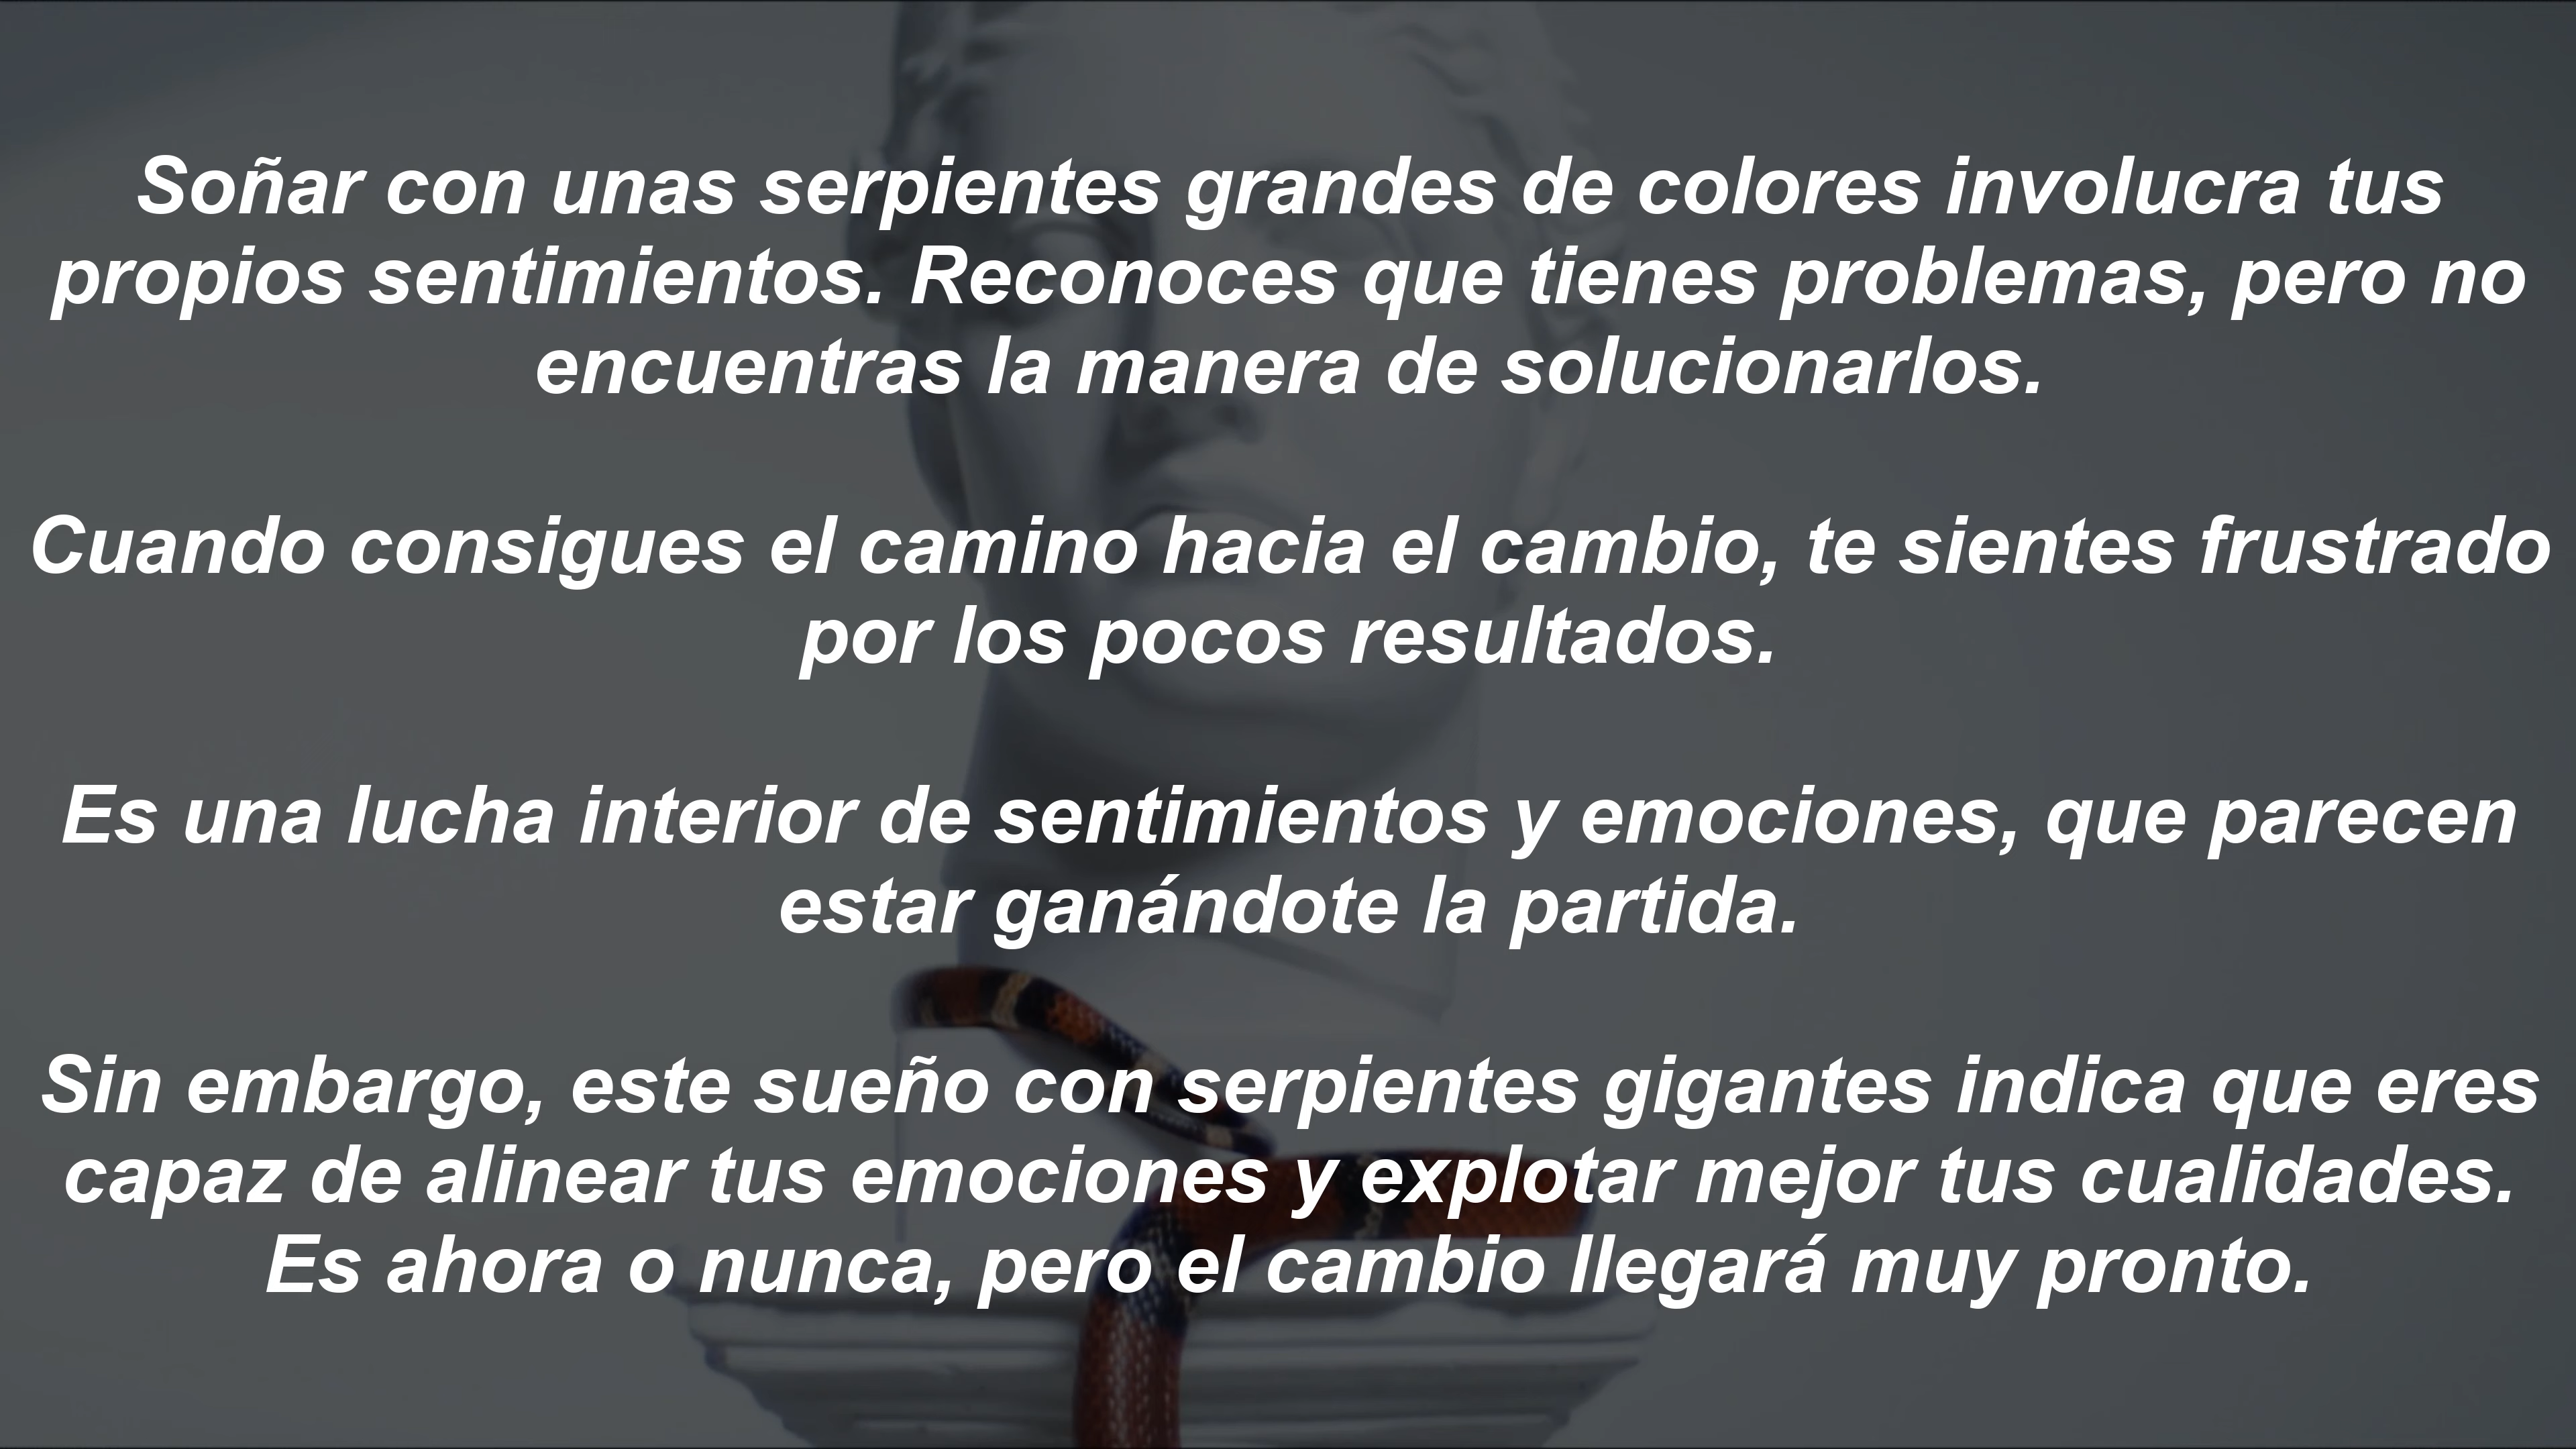 Soñar con unas serpientes grandes de colores involucra tus
propios sentimientos. Reconoces que tienes problemas, pero no
encuentras la manera de solucionarlos.
Cuando consigues el camino hacia el cambio, te sientes frustrado
por los pocos resultados.
Es una lucha interior de sentimientos y emociones, que parecen
estar ganándote la partida.
Sin embargo, este sueño con serpientes gigantes indica que eres
capaz de alinear tus emociones y explotar mejor tus cualidades.
Es ahora o nunca, pero el cambio llegará muy pronto.